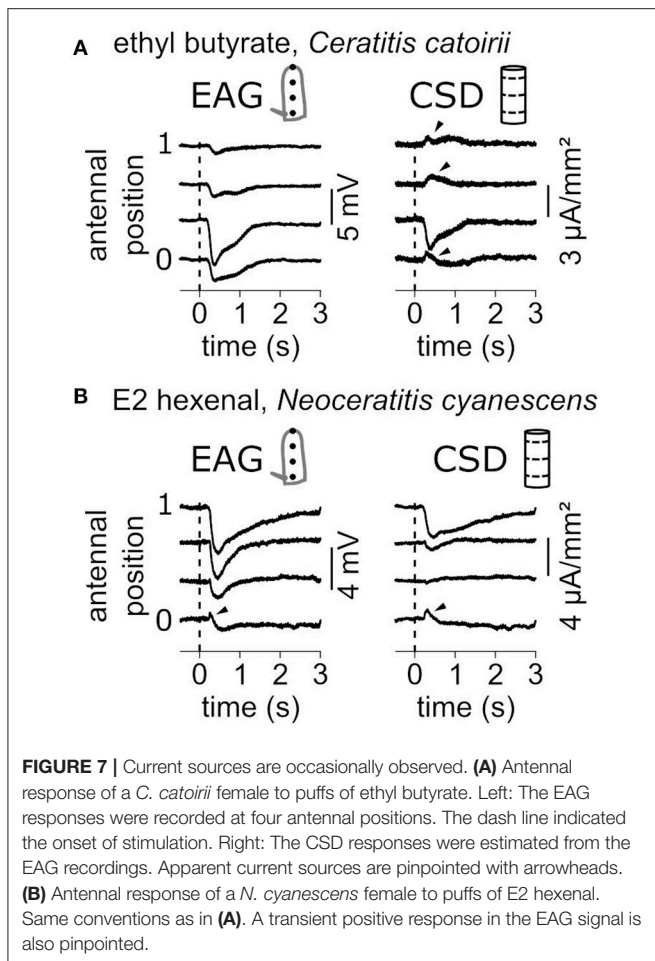 A ethyl butyrate, Ceratitis catoirii
EAG CSD
antennal position
1
0
5 mV
3 µA/mm²
0 1 2 3 0 1 2 3
time (s) time (s)
B E2 hexenal, Neoceratitis cyanescens
EAG CSD
antennal position
1
0
4 mV
4 µA/mm²
0 1 2 3 0 1 2 3
time (s) time (s)
FIGURE 7 | Current sources are occasionally observed. (A) Antennal
response of a C. catoirii female to puffs of ethyl butyrate. Left: The EAG
responses were recorded at four antennal positions. The dash line indicated
the onset of stimulation. Right: The CSD responses were estimated from the
EAG recordings. Apparent current sources are pinpointed with arrowheads.
(B) Antennal response of a N. cyanescens female to puffs of E2 hexenal.
Same conventions as in (A). A transient positive response in the EAG signal is
also pinpointed.